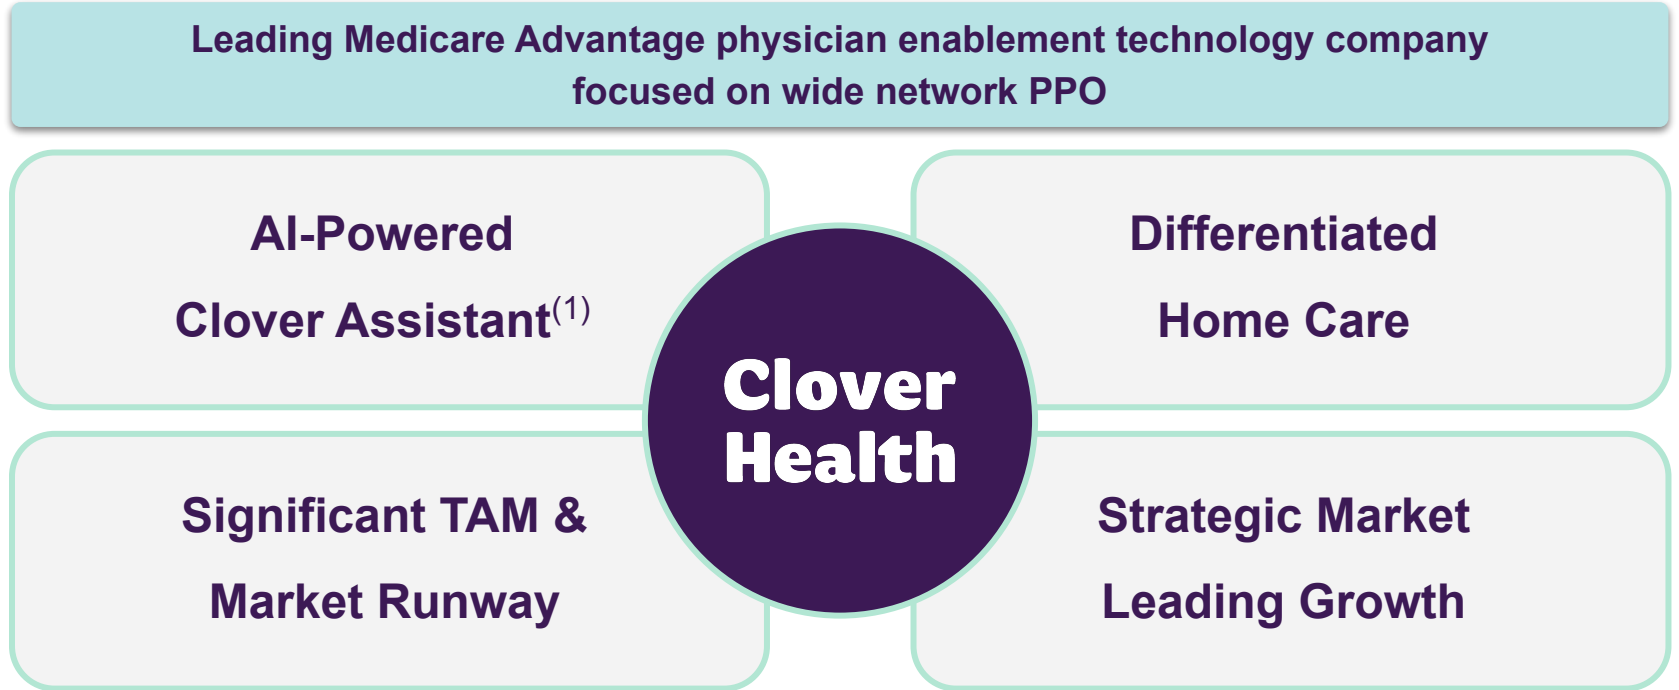 Leading Medicare Advantage physician enablement technology company
focused on wide network PPO
AI-Powered
Clover Assistant(1)
Differentiated
Home Care
Clover
Health
Significant TAM &
Market Runway
Strategic Market
Leading Growth